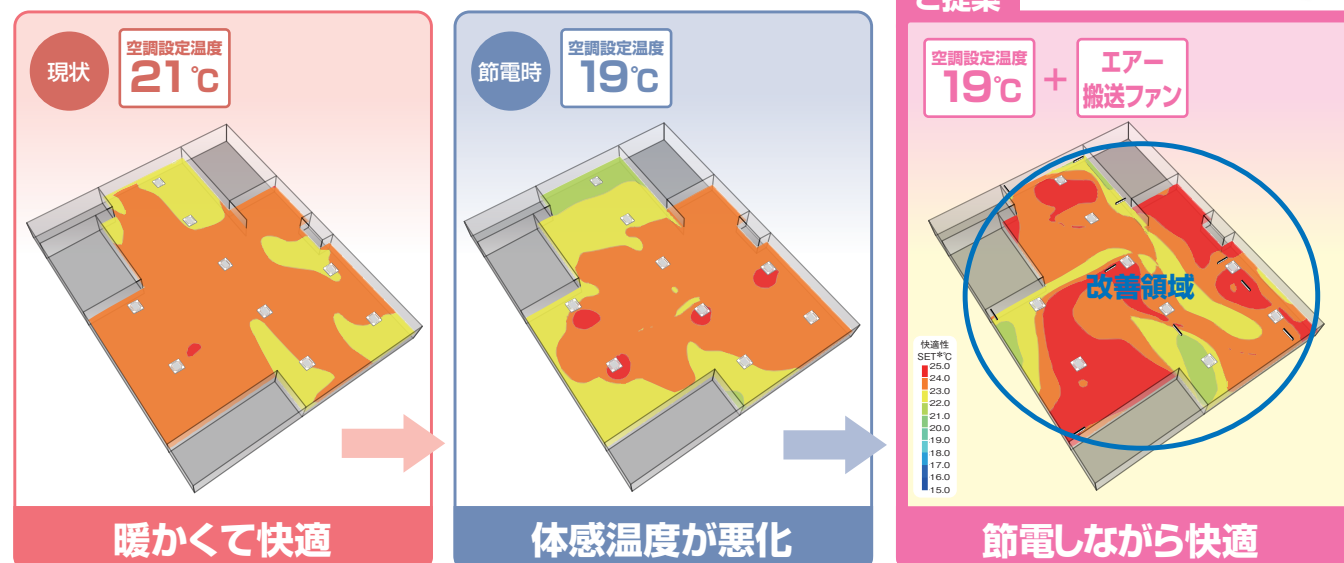 現状
空調設定温度
21℃
暖かくて快適
節電時
空調設定温度
19℃
体感温度が悪化
ご提案
空調設定温度
19℃
+
エアー
搬送ファン
改善領域
快適性
SET*℃
25.0
24.0
23.0
22.0
21.0
20.0
19.0
18.0
17.0
16.0
15.0
節電しながら快適